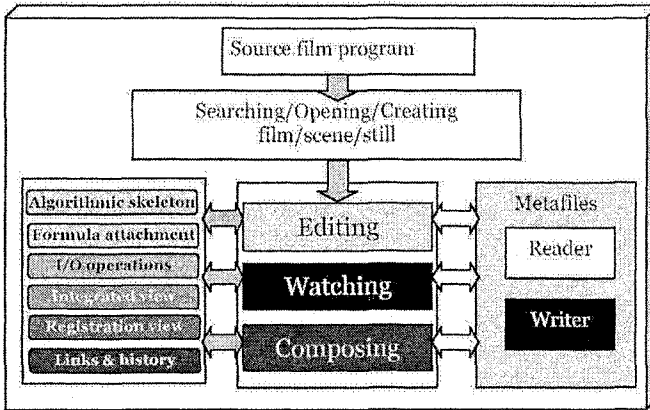 Source film program
Searching/Opening/Creating
film/scene/still
Algorithmic skeleton
Formula attachment
I/O operations
Integrated view
Registration view
Links & history
Editing
Watching
Composing
Metafiles
Reader
Writer